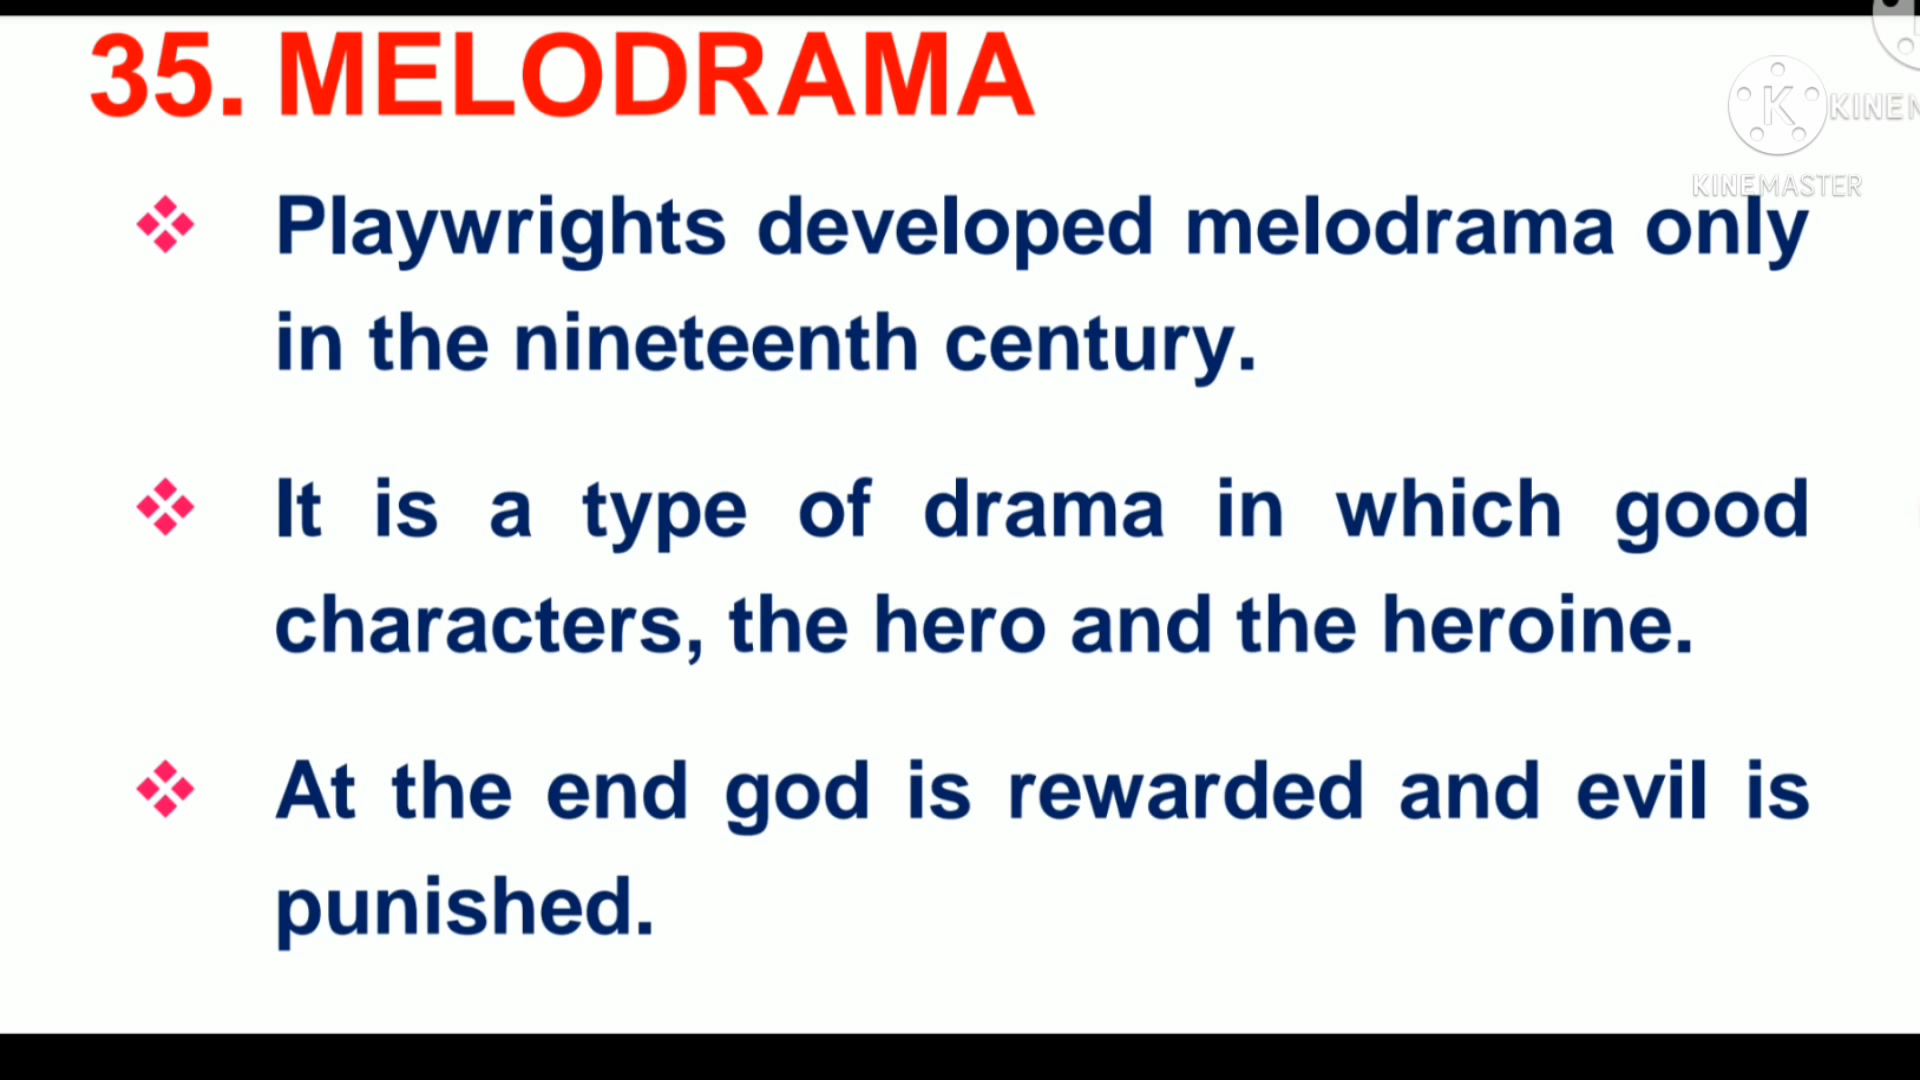 35. MELODRAMA
KINEM
KINEMASTER
Playwrights developed melodrama only
in the nineteenth century.
It is a type of drama in which good
characters, the hero and the heroine.
At the end god is rewarded and evil is
punished.